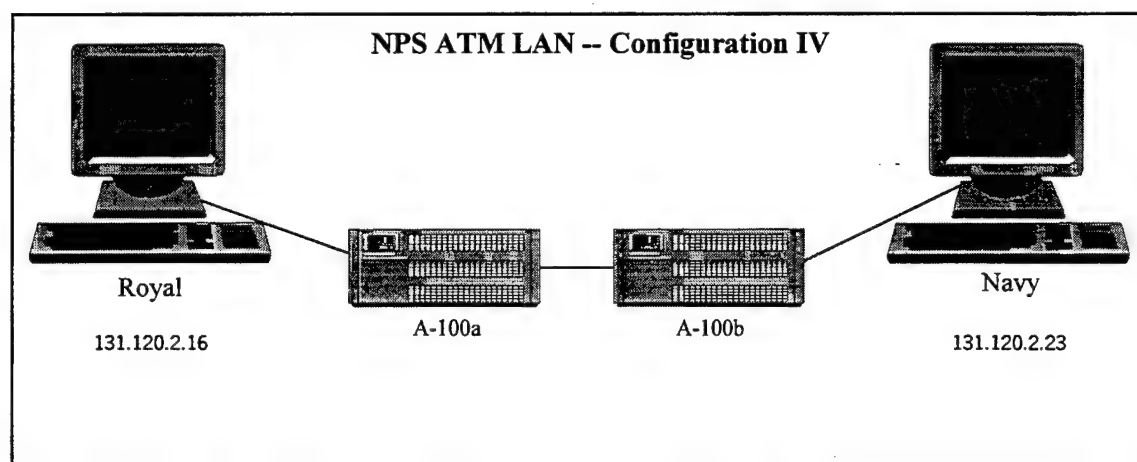 NPS ATM LAN -- Configuration IV
Royal
Navy
A-100a
A-100b
131.120.2.16
131.120.2.23